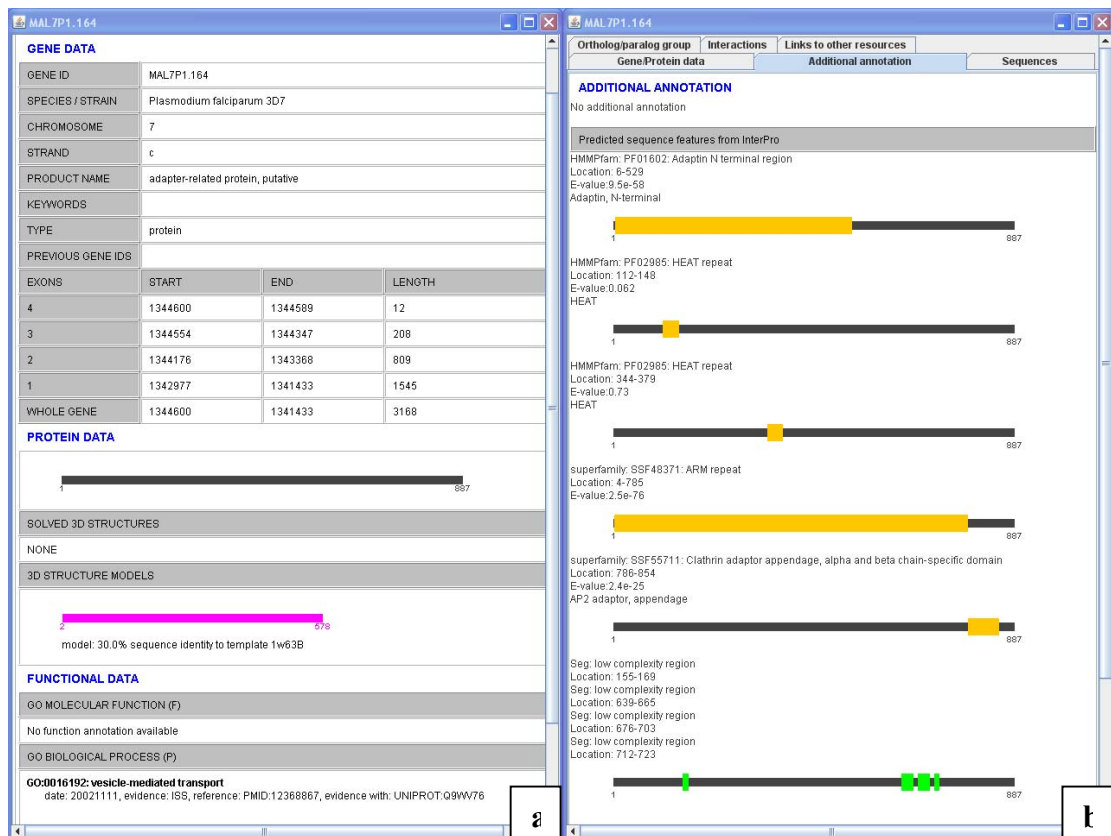 MAL7P1.164
GENE DATA
GENE ID MAL7P1.164
SPECIES / STRAIN Plasmodium falciparum 3D7
CHROMOSOME 7
STRAND c
PRODUCT NAME adapter-related protein, putative
KEYWORDS
TYPE protein
PREVIOUS GENE IDS
EXONS START END LENGTH
4 1344600 1344589 12
3 1344554 1344347 208
2 1344176 1343368 809
1 1342977 1341433 1545
WHOLE GENE 1344600 1341433 3168
PROTEIN DATA
1 887
SOLVED 3D STRUCTURES
NONE
3D STRUCTURE MODELS
2 578
model: 30.0% sequence identity to template 1w63B
FUNCTIONAL DATA
GO MOLECULAR FUNCTION (F)
No function annotation available
GO BIOLOGICAL PROCESS (P)
GO:0016192: vesicle-mediated transport
date: 20021111, evidence: ISS, reference: PMID:12368867, evidence with: UNIPROT:Q9WV76
a
MAL7P1.164
Ortholog/paralog group Interactions Links to other resources
Gene/Protein data Additional annotation Sequences
ADDITIONAL ANNOTATION
No additional annotation
Predicted sequence features from InterPro
HMMPfam: PF01602: Adaptin N terminal region
Location: 6-529
E-value:9.5e-58
Adaptin, N-terminal
1 887
HMMPfam: PF02985: HEAT repeat
Location: 112-148
E-value:0.062
HEAT
1 887
HMMPfam: PF02985: HEAT repeat
Location: 344-379
E-value:0.73
HEAT
1 887
superfamily: SSF48371: ARM repeat
Location: 4-785
E-value:2.5e-76
1 887
superfamily: SSF55711: Clathrin adaptor appendage, alpha and beta chain-specific domain
Location: 786-854
E-value:2.4e-25
AP2 adaptor, appendage
1 887
Seg: low complexity region
Location: 155-169
Seg: low complexity region
Location: 639-665
Seg: low complexity region
Location: 676-703
Seg: low complexity region
Location: 712-723
1 887
b